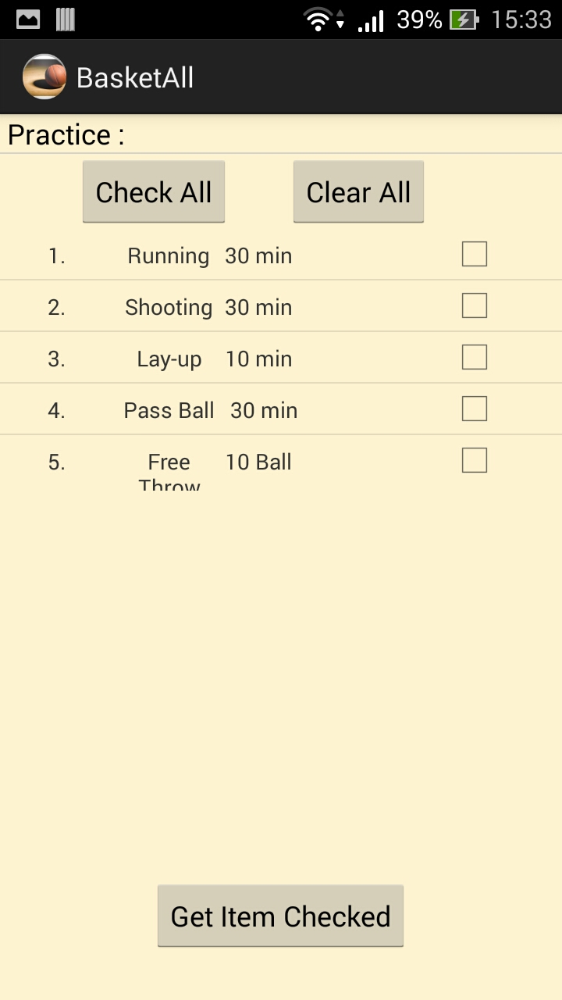 39% 15:33
BasketAll
Practice :
Check All Clear All
1. Running 30 min
2. Shooting 30 min
3. Lay-up 10 min
4. Pass Ball 30 min
5. Free 10 Ball
Throw
Get Item Checked